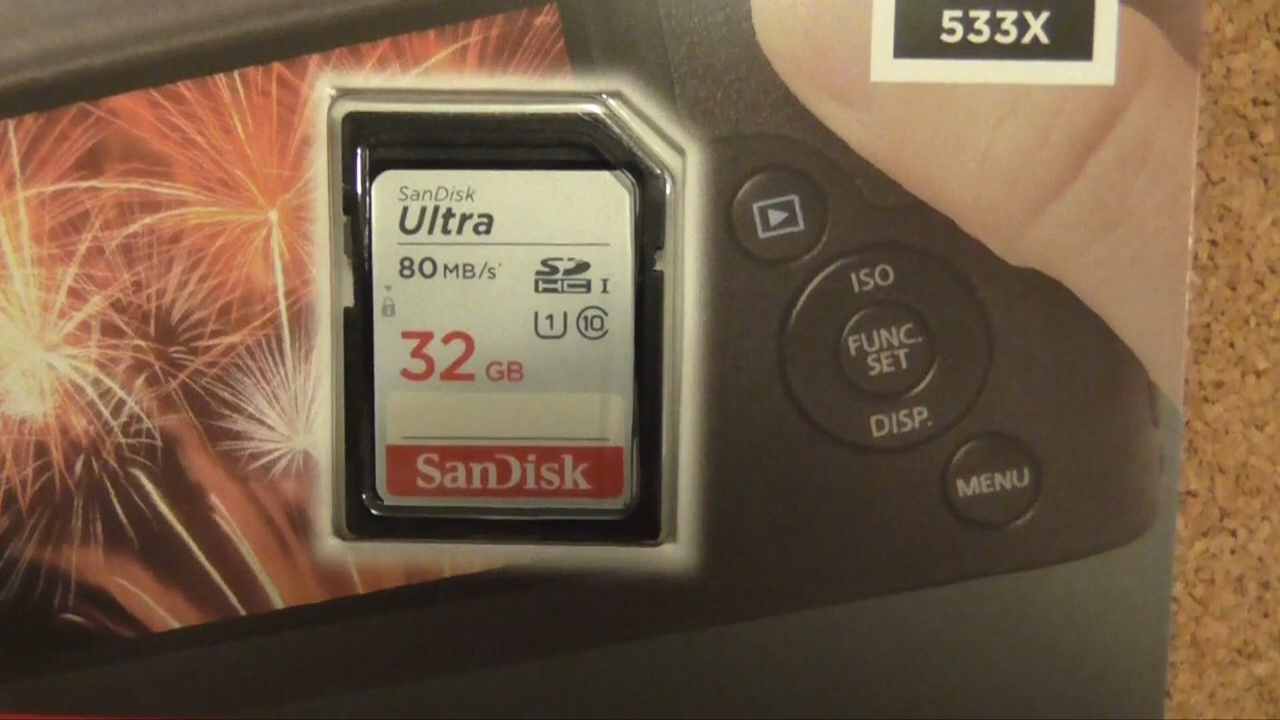 533X
SanDisk
Ultra
80 MB/s*
SD HC I
1 10
32 GB
SanDisk
ISO
FUNC.
SET
DISP.
MENU